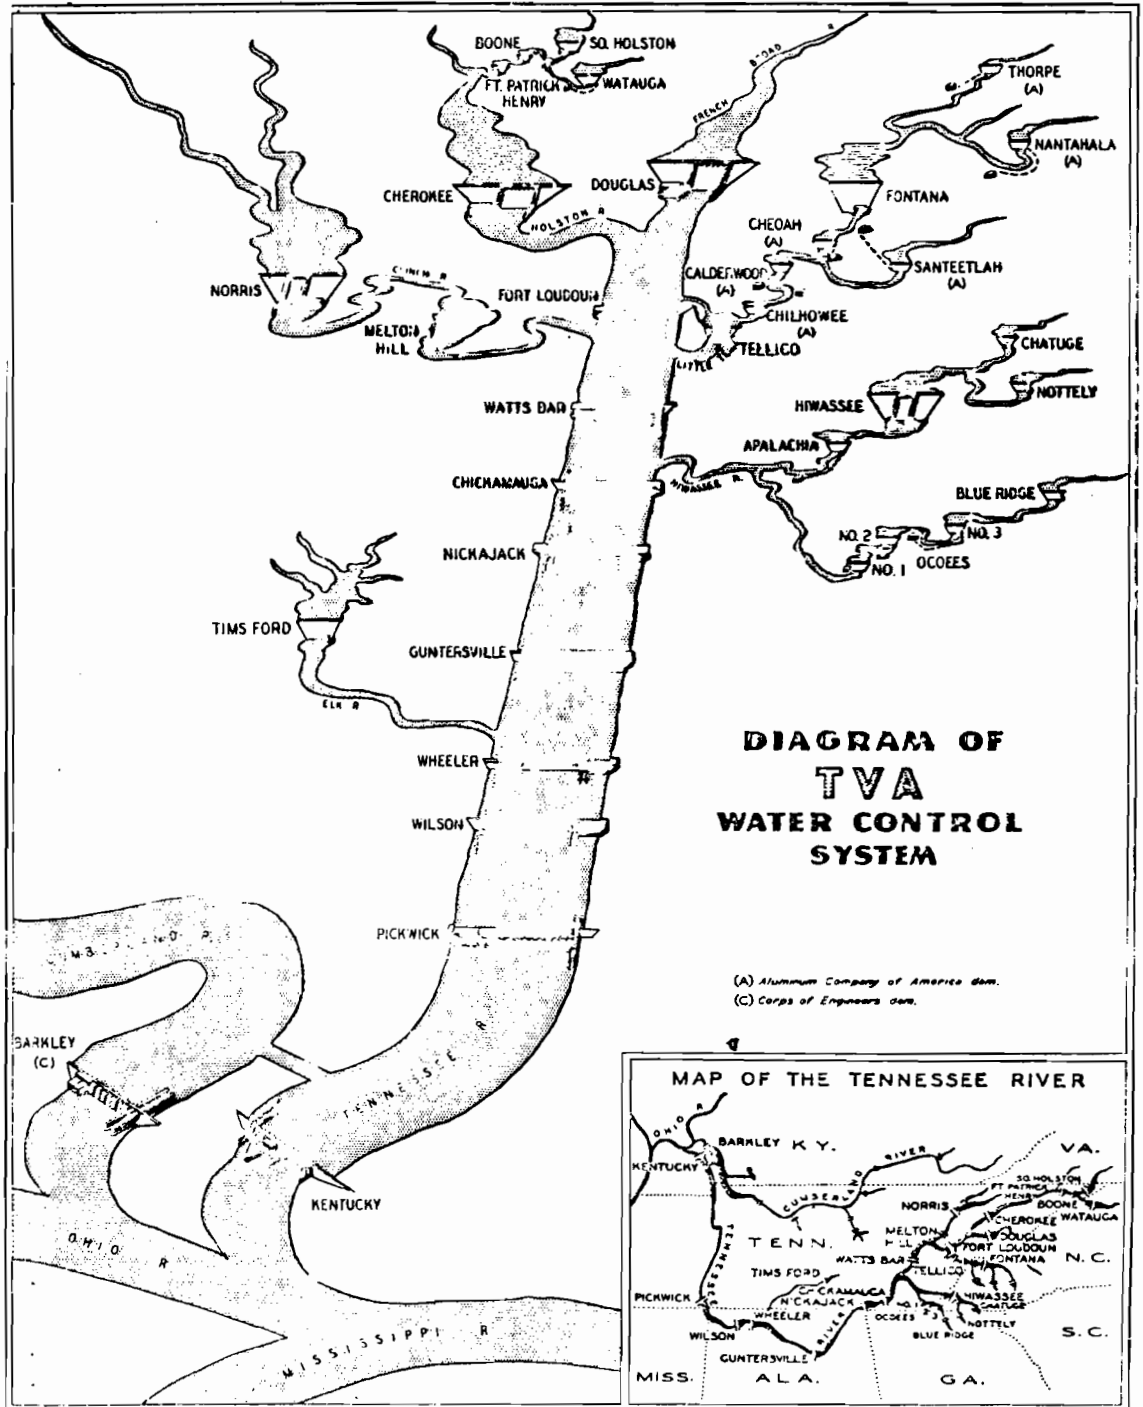 BOONE
SO. HOLSTON
FT. PATRICK
HENRY
WATAUGA
BROAD R
FRENCH
THORPE
(A)
NANTAHALA
(A)
CHEROKEE
DOUGLAS
FONTANA
HOLSTON R
CHEOAH
(A)
SANTEETLAH
(A)
NORRIS
CLINCH R
FORT LOUDOUN
CALDERWOOD
(A)
CHILHOWEE
(A)
MELTON
HILL
TELLICO
LITTLE
CHATUGE
NOTTELY
WATTS BAR
HIWASSEE
APALACHIA
CHICKAMAUGA
HIWASSEE R.
BLUE RIDGE
NO. 2
NO. 3
NO. 1
OCOEES
NICKAJACK
TIMS FORD
GUNTERSVILLE
ELK R
WHEELER
WILSON
PICKWICK
DIAGRAM OF
TVA
WATER CONTROL
SYSTEM
(A) Aluminum Company of America dam.
(C) Corps of Engineers dam.
BARKLEY
(C)
TENNESSEE R
KENTUCKY
OHIO R
MISSISSIPPI R
MAP OF THE TENNESSEE RIVER
OHIO R
BARKLEY
KY.
VA.
KENTUCKY
CUMBERLAND RIVER
SO. HOLSTON
FT PATRICK
HENRY
BOONE
WATAUGA
NORRIS
CHEROKEE
TENNESSEE
TENN.
MELTON
HILL
DOUGLAS
FORT LOUDOUN
FONTANA
N.C.
WATTS BAR
TELLICO
TIMS FORD
CHICKAMAUGA
NICKAJACK
HIWASSEE
CHATUGE
PICKWICK
WHEELER
OCOEES
NO. 1
2
3
NOTTELY
BLUE RIDGE
WILSON
RIVER
S.C.
GUNTERSVILLE
MISS.
ALA.
GA.